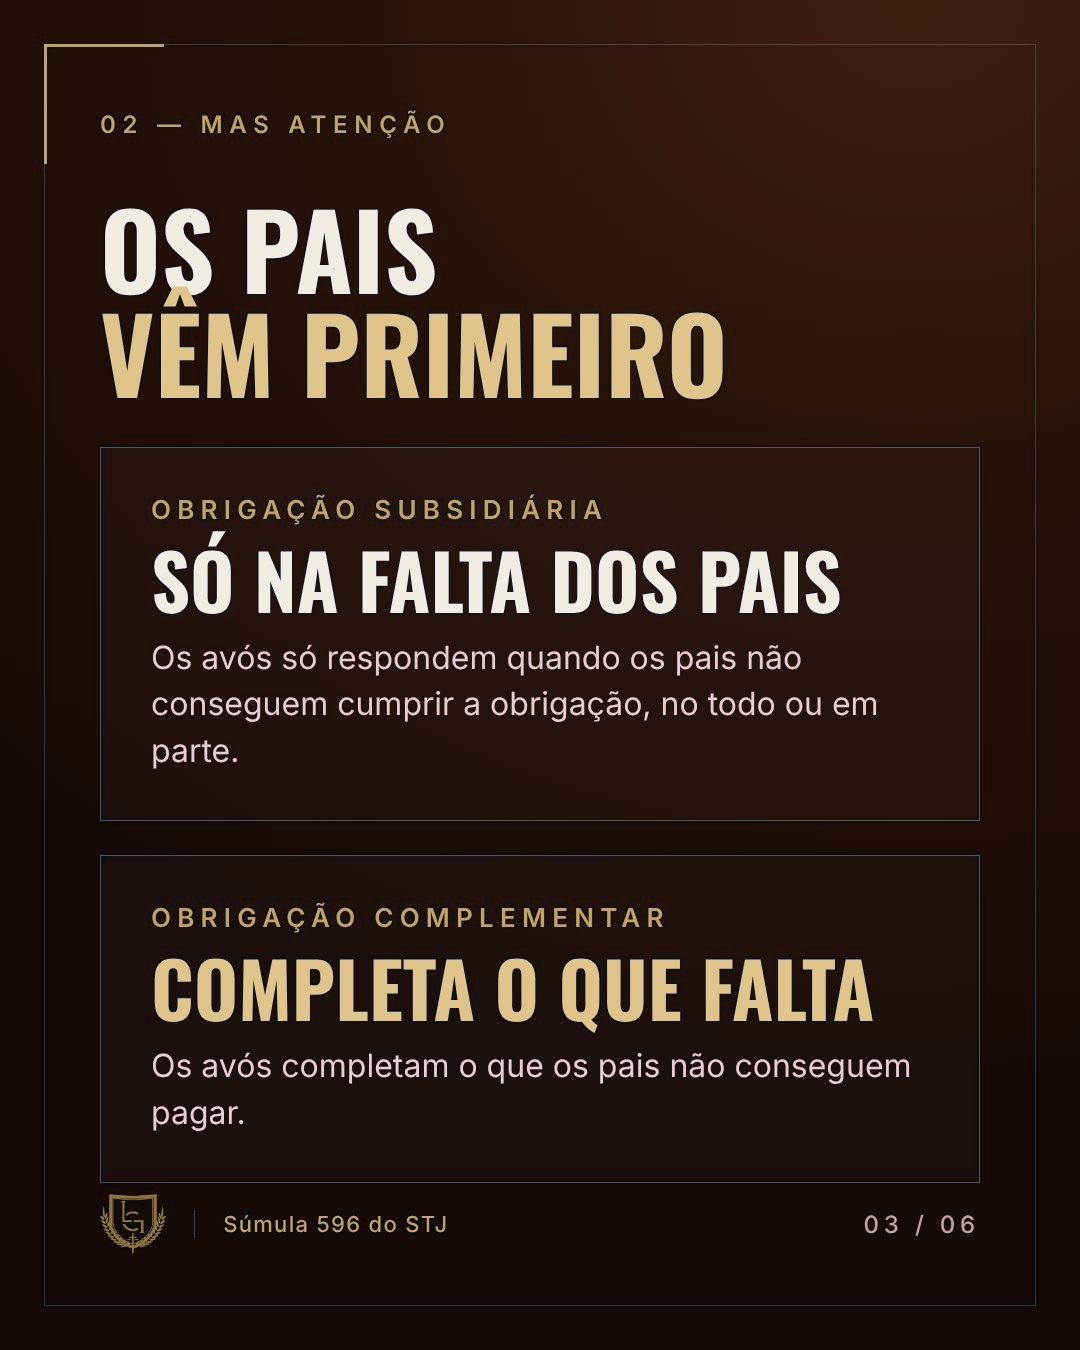 02 — MAS ATENÇÃO
OS PAIS
VÊM PRIMEIRO
OBRIGAÇÃO SUBSIDIÁRIA
SÓ NA FALTA DOS PAIS
Os avós só respondem quando os pais não
conseguem cumprir a obrigação, no todo ou em
parte.
OBRIGAÇÃO COMPLEMENTAR
COMPLETA O QUE FALTA
Os avós completam o que os pais não conseguem
pagar.
LG
Súmula 596 do STJ
03 / 06